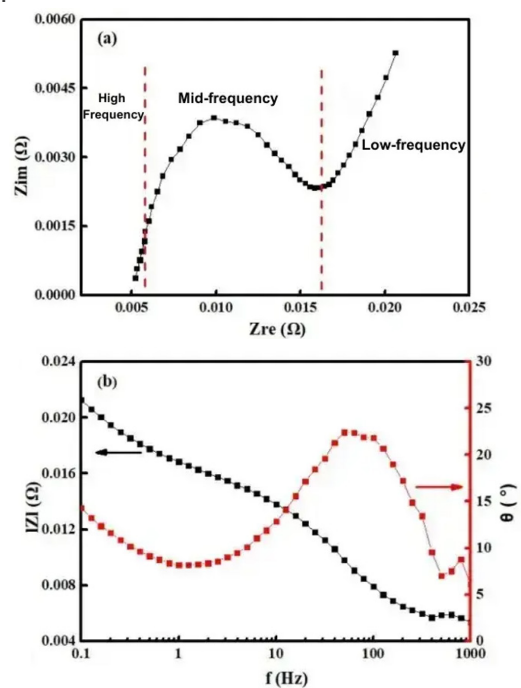 (a)
0.0060
0.0045
0.0030
0.0015
0.0000
Zim (Ω)
High
Frequency
Mid-frequency
Low-frequency
0.005 0.010 0.015 0.020 0.025
Zre (Ω)
(b)
0.024
0.020
0.016
0.012
0.008
0.004
IZI (Ω)
30
25
20
15
10
5
0
θ (°)
0.1 1 10 100 1000
f (Hz)